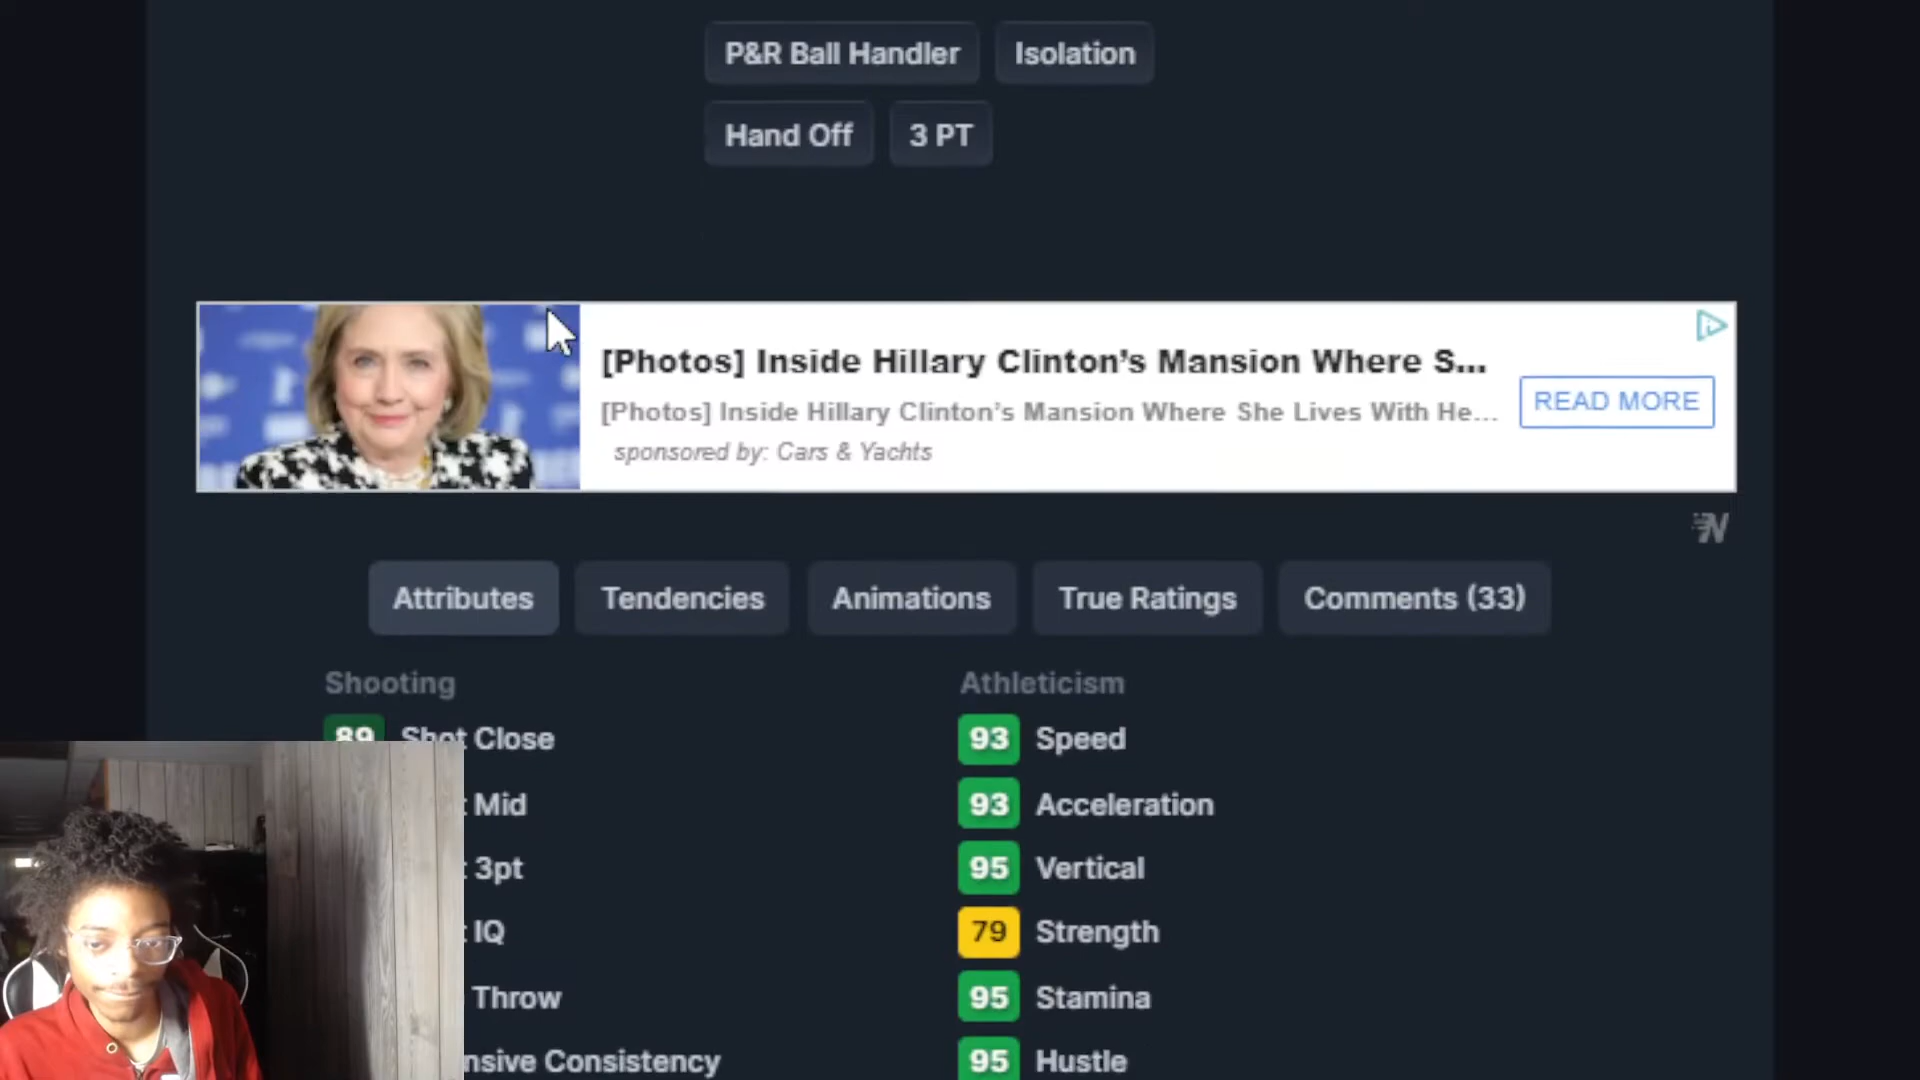 P&R Ball Handler Isolation
Hand Off 3 PT
[Photos] Inside Hillary Clinton’s Mansion Where S...
[Photos] Inside Hillary Clinton’s Mansion Where She Lives With He...
READ MORE
sponsored by: Cars & Yachts
Attributes Tendencies Animations True Ratings Comments (33)
Shooting
89 Shot Close
Mid
3pt
IQ
Throw
nsive Consistency
Athleticism
93 Speed
93 Acceleration
95 Vertical
79 Strength
95 Stamina
95 Hustle